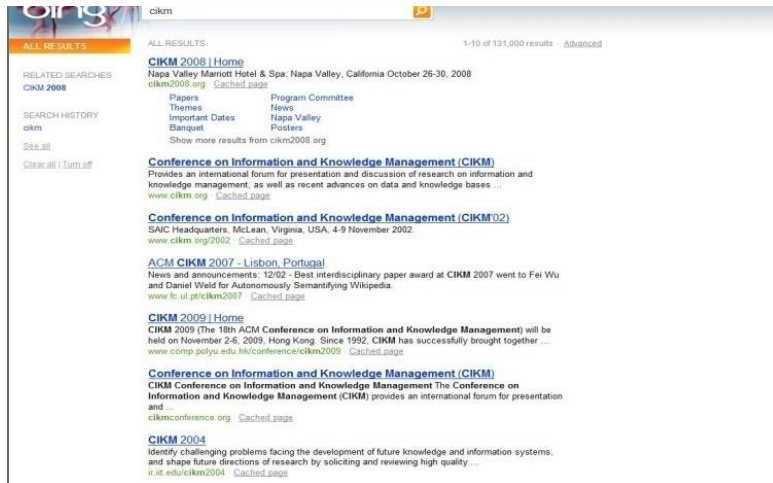 bing
cikm
ALL RESULTS
RELATED SEARCHES
CIKM 2008
SEARCH HISTORY
cikm
See all
Clear all | Turn off
ALL RESULTS 1-10 of 131,000 results · Advanced
CIKM 2008 | Home
Napa Valley Marriott Hotel & Spa: Napa Valley, California October 26-30, 2008
cikm2008.org · Cached page
Papers Program Committee
Themes News
Important Dates Napa Valley
Banquet Posters
Show more results from cikm2008.org
Conference on Information and Knowledge Management (CIKM)
Provides an international forum for presentation and discussion of research on information and
knowledge management, as well as recent advances on data and knowledge bases ...
www.cikm.org · Cached page
Conference on Information and Knowledge Management (CIKM'02)
SAIC Headquarters, McLean, Virginia, USA, 4-9 November 2002.
www.cikm.org/2002 · Cached page
ACM CIKM 2007 - Lisbon, Portugal
News and announcements: 12/02 - Best interdisciplinary paper award at CIKM 2007 went to Fei Wu
and Daniel Weld for Autonomously Semantifying Wikipedia.
www.fc.ul.pt/cikm2007 · Cached page
CIKM 2009 | Home
CIKM 2009 (The 18th ACM Conference on Information and Knowledge Management) will be
held on November 2-6, 2009, Hong Kong. Since 1992, CIKM has successfully brought together ...
www.comp.polyu.edu.hk/conference/cikm2009 · Cached page
Conference on Information and Knowledge Management (CIKM)
CIKM Conference on Information and Knowledge Management The Conference on
Information and Knowledge Management (CIKM) provides an international forum for presentation
and ...
cikmconference.org · Cached page
CIKM 2004
Identify challenging problems facing the development of future knowledge and information systems,
and shape future directions of research by soliciting and reviewing high quality ...
ir.iit.edu/cikm2004 · Cached page